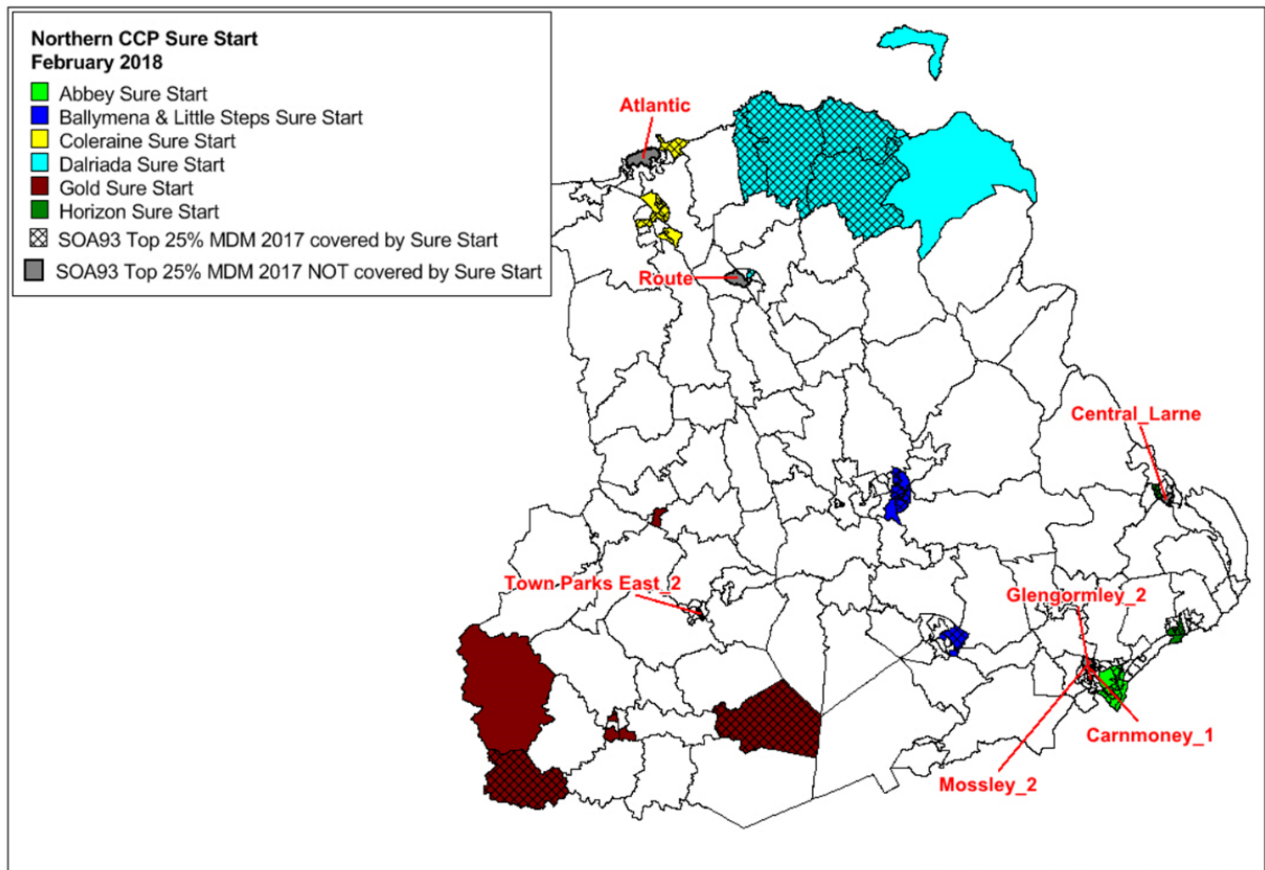 Northern CCP Sure Start
February 2018
Abbey Sure Start
Ballymena & Little Steps Sure Start
Coleraine Sure Start
Dalriada Sure Start
Gold Sure Start
Horizon Sure Start
SOA93 Top 25% MDM 2017 covered by Sure Start
SOA93 Top 25% MDM 2017 NOT covered by Sure Start
Atlantic
Route
Central_Larne
Town Parks East_2
Glengormley_2
Carnmoney_1
Mossley_2